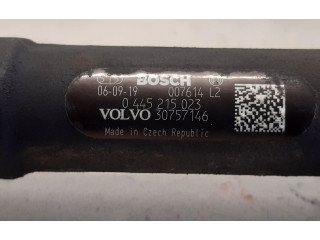 BOSCH
06-09-19 007614 L2
0 445 215 023
VOLVO 30757146
Made in Czech Republic